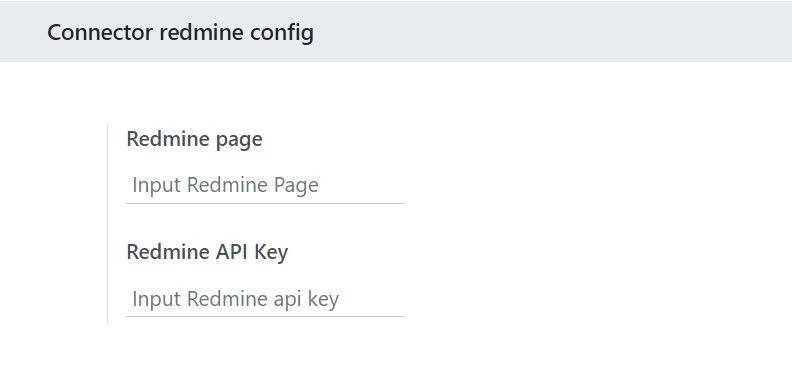 Connector redmine config
Redmine page
Input Redmine Page
Redmine API Key
Input Redmine api key